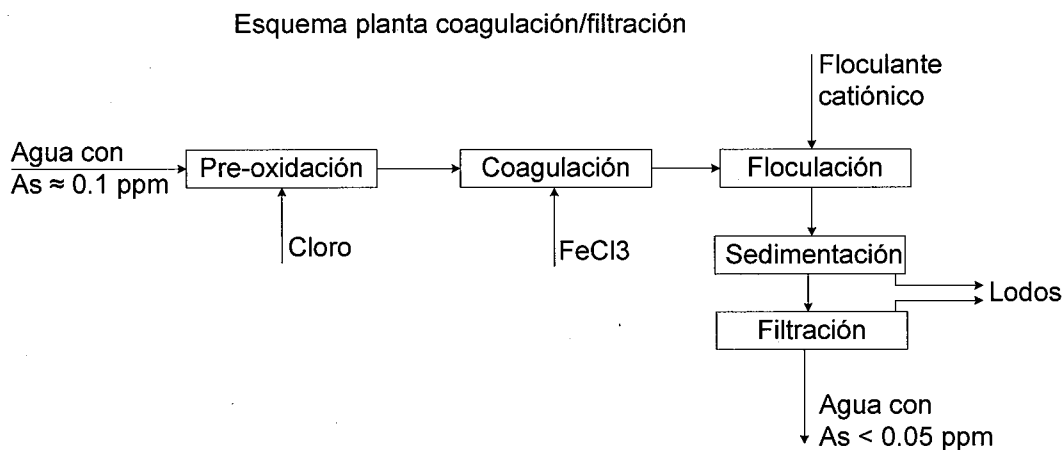 Esquema planta coagulación/filtración
Floculante
catiónico
Agua con
As ≈ 0.1 ppm
Pre-oxidación
Coagulación
Floculación
Cloro
FeCl3
Sedimentación
Lodos
Filtración
Agua con
As < 0.05 ppm